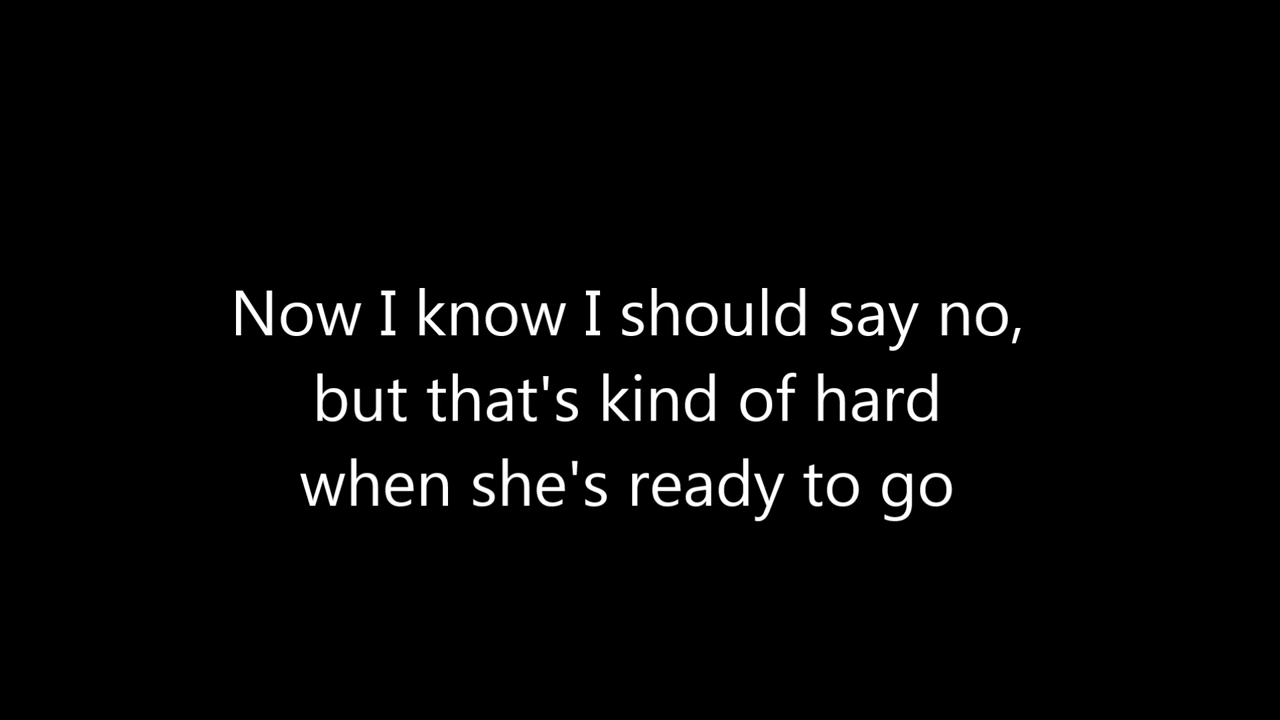 Now I know I should say no,
but that's kind of hard
when she's ready to go